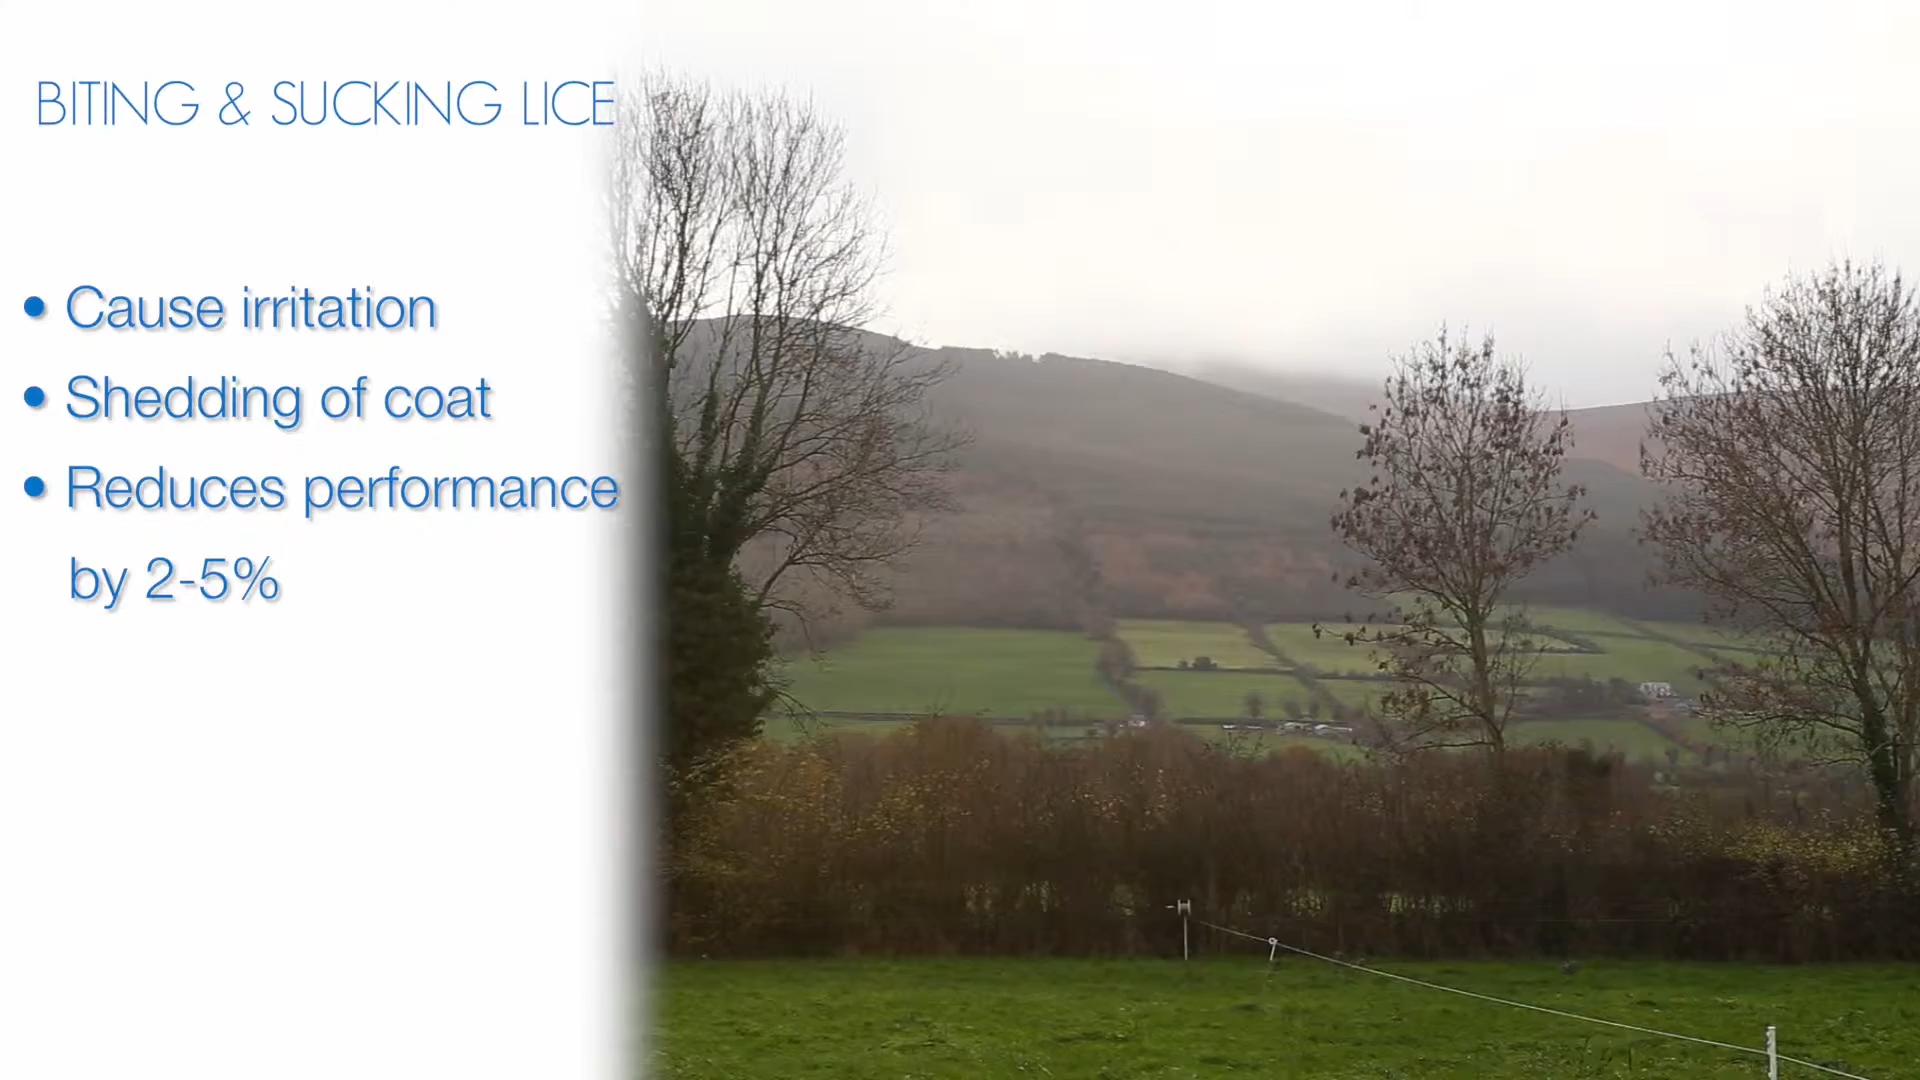 BITING & SUCKING LICE
• Cause irritation
• Shedding of coat
• Reduces performance
by 2-5%